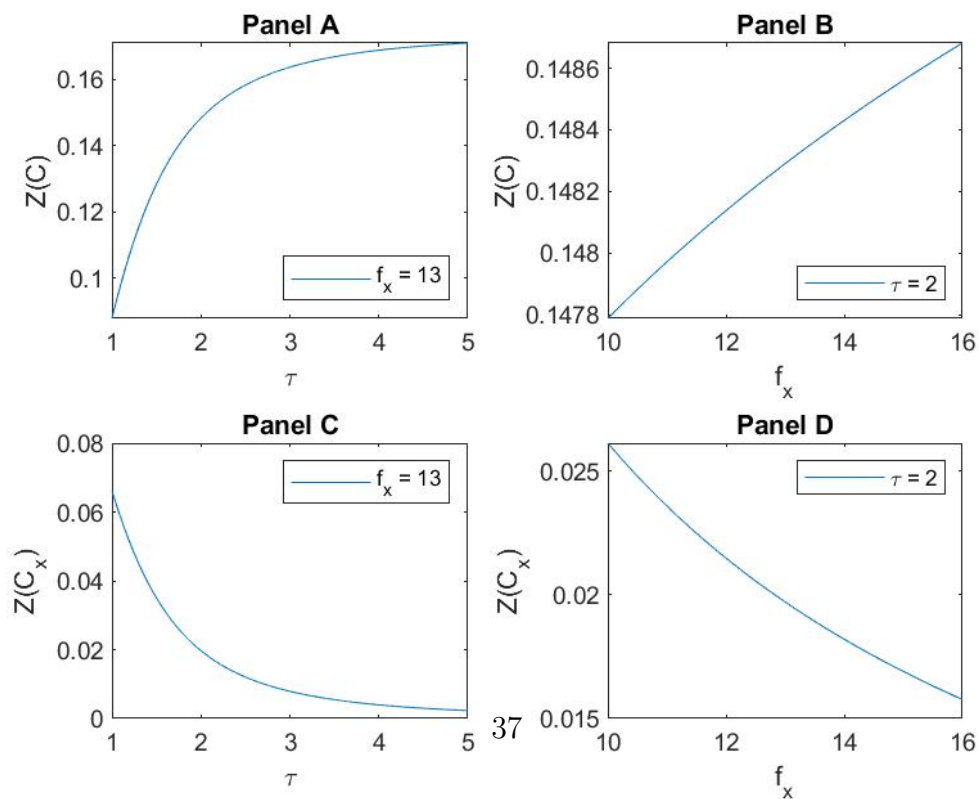 Panel A
Z(C)
0.16
0.14
0.12
0.1
1 2 3 4 5
τ
f_x = 13
Panel B
Z(C)
0.1486
0.1484
0.1482
0.148
0.1478
10 12 14 16
f_x
τ = 2
Panel C
Z(C_x)
0.08
0.06
0.04
0.02
0
1 2 3 4 5
τ
f_x = 13
Panel D
Z(C_x)
0.025
0.02
0.015
10 12 14 16
f_x
τ = 2
37